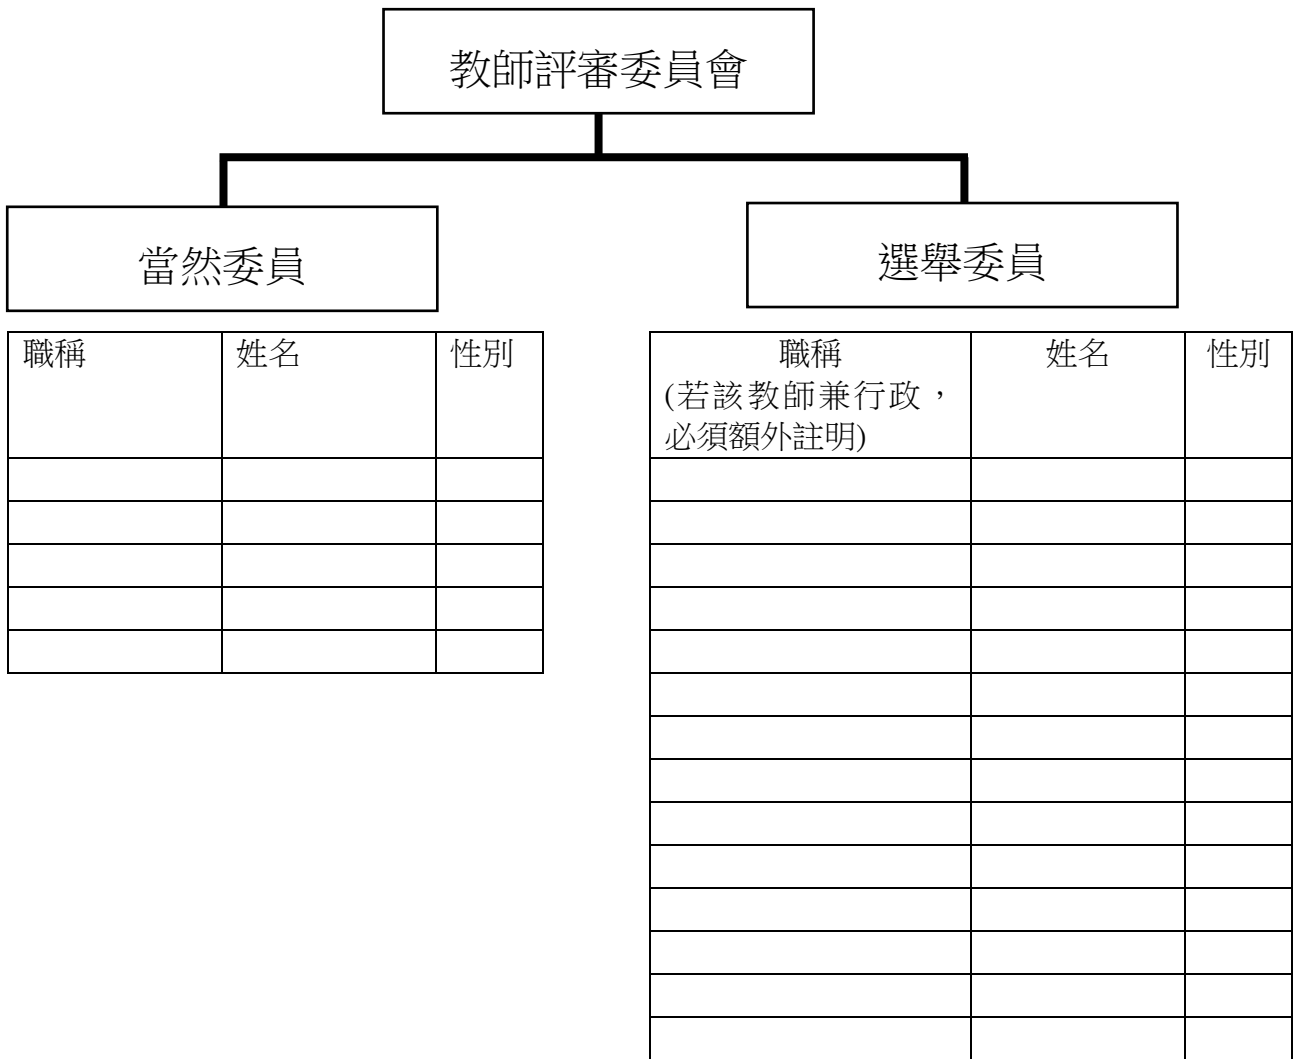 教師評審委員會
當然委員
選舉委員
職稱 姓名 性別
職稱 姓名 性別
(若該教師兼行政，
必須額外註明)